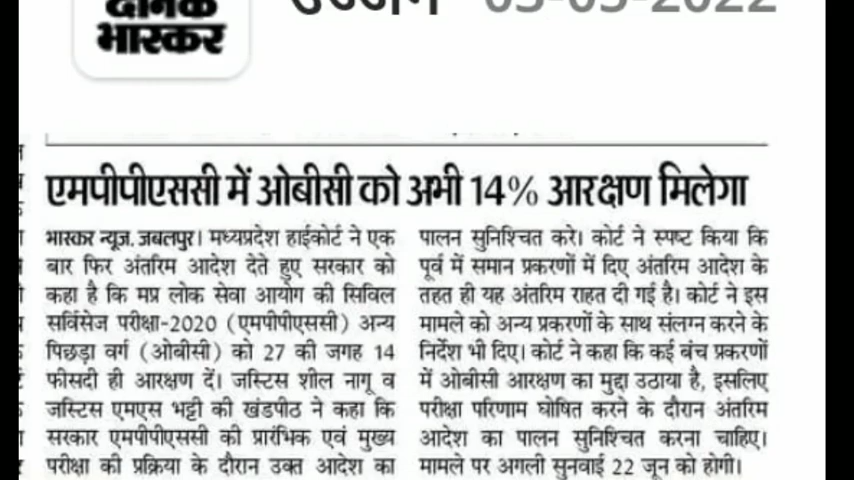 दैनिक
भास्कर
उज्जैन 05-05-2022
एमपीपीएससी में ओबीसी को अभी 14% आरक्षण मिलेगा
भास्कर न्यूज. जबलपुर। मध्यप्रदेश हाईकोर्ट ने एक
बार फिर अंतरिम आदेश देते हुए सरकार को
कहा है कि मप्र लोक सेवा आयोग की सिविल
सर्विसेज परीक्षा-2020 (एमपीपीएससी) अन्य
पिछड़ा वर्ग (ओबीसी) को 27 की जगह 14
फीसदी ही आरक्षण दें। जस्टिस शील नागू व
जस्टिस एमएस भट्टी की खंडपीठ ने कहा कि
सरकार एमपीपीएससी की प्रारंभिक एवं मुख्य
परीक्षा की प्रक्रिया के दौरान उक्त आदेश का
पालन सुनिश्चित करे। कोर्ट ने स्पष्ट किया कि
पूर्व में समान प्रकरणों में दिए अंतरिम आदेश के
तहत ही यह अंतरिम राहत दी गई है। कोर्ट ने इस
मामले को अन्य प्रकरणों के साथ संलग्न करने के
निर्देश भी दिए। कोर्ट ने कहा कि कई बंच प्रकरणों
में ओबीसी आरक्षण का मुद्दा उठाया है, इसलिए
परीक्षा परिणाम घोषित करने के दौरान अंतरिम
आदेश का पालन सुनिश्चित करना चाहिए।
मामले पर अगली सुनवाई 22 जून को होगी।